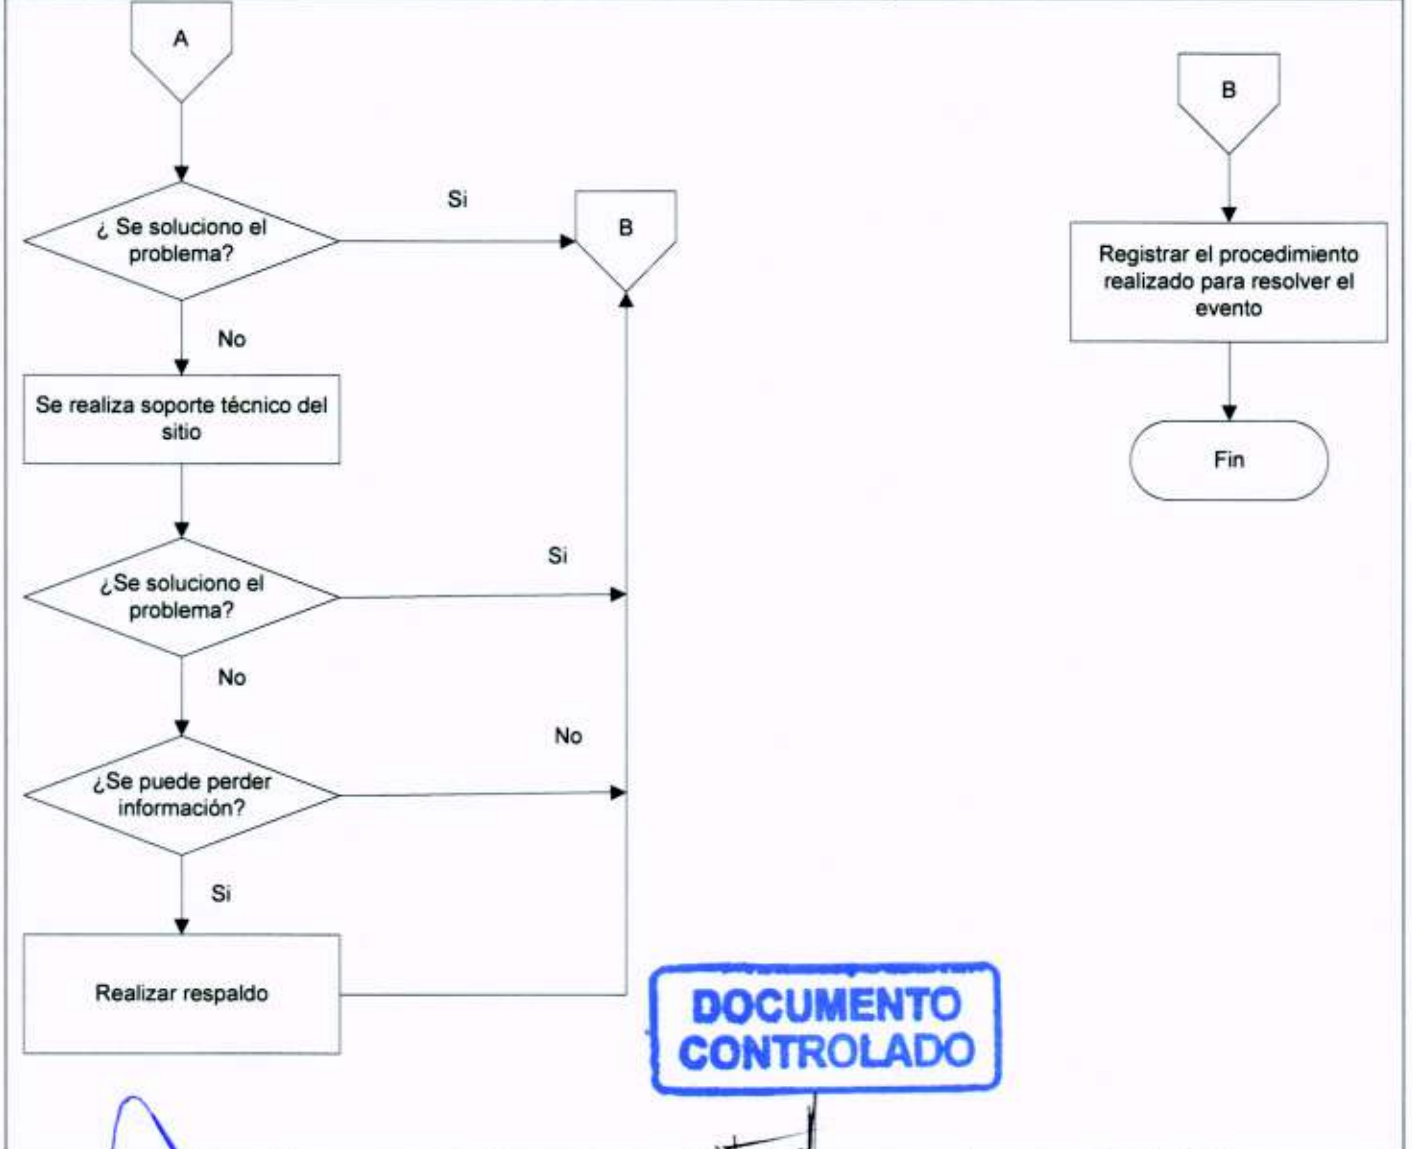 A
¿ Se soluciono el
problema?
Si
B
No
Se realiza soporte técnico del
sitio
¿Se soluciono el
problema?
Si
No
¿Se puede perder
información?
No
Si
Realizar respaldo
B
Registrar el procedimiento
realizado para resolver el
evento
Fin
DOCUMENTO
CONTROLADO